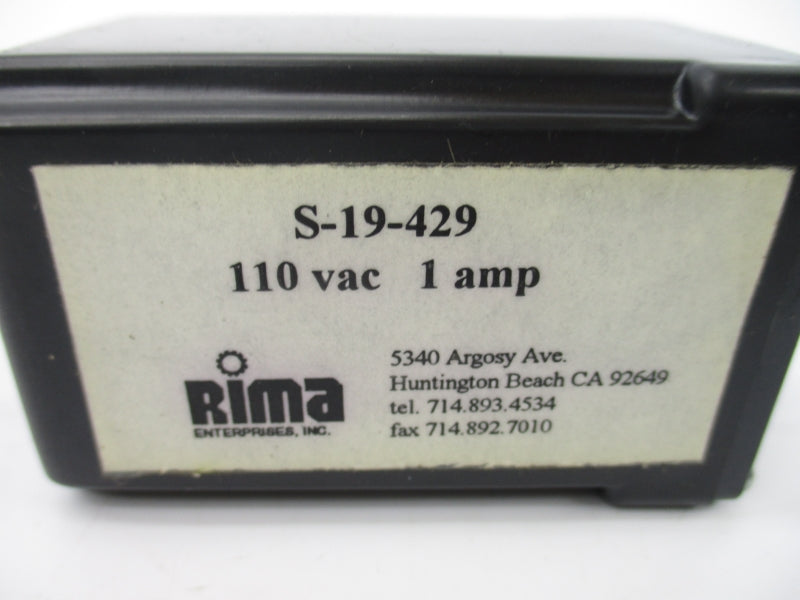 S-19-429
110 vac 1 amp
Rima
ENTERPRISES, INC.
5340 Argosy Ave.
Huntington Beach CA 92649
tel. 714.893.4534
fax 714.892.7010